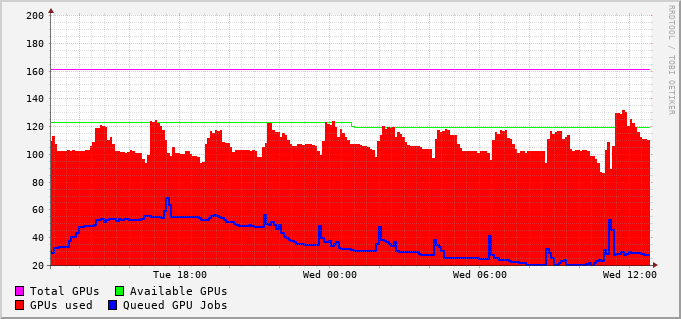 200
180
160
140
120
100
80
60
40
20
Tue 18:00 Wed 00:00 Wed 06:00 Wed 12:00
Total GPUs Available GPUs
GPUs used Queued GPU Jobs
RRDTOOL / TOBI OETIKER